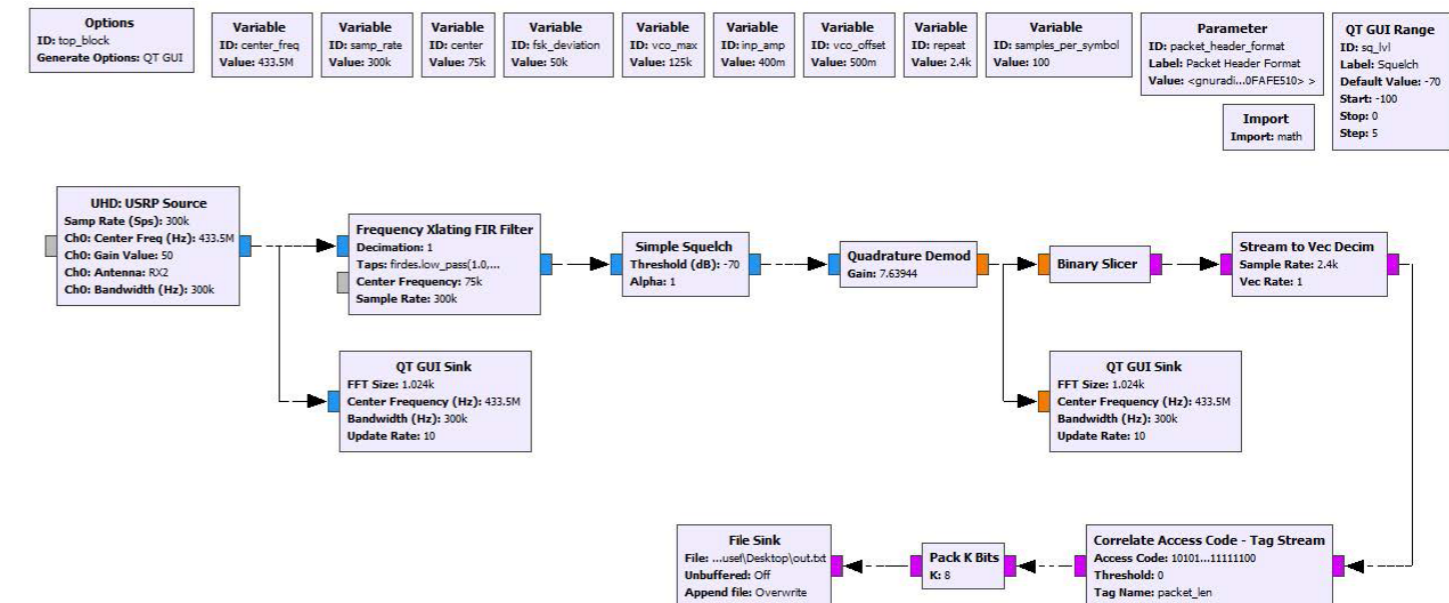 Options
ID: top_block
Generate Options: QT GUI
Variable
ID: center_freq
Value: 433.5M
Variable
ID: samp_rate
Value: 300k
Variable
ID: center
Value: 75k
Variable
ID: fsk_deviation
Value: 50k
Variable
ID: vco_max
Value: 125k
Variable
ID: inp_amp
Value: 400m
Variable
ID: vco_offset
Value: 500m
Variable
ID: repeat
Value: 2.4k
Variable
ID: samples_per_symbol
Value: 100
Parameter
ID: packet_header_format
Label: Packet Header Format
Value: <gnuradi...0FAFE510> >
QT GUI Range
ID: sq_lvl
Label: Squelch
Default Value: -70
Start: -100
Stop: 0
Step: 5
Import
Import: math
UHD: USRP Source
Samp Rate (Sps): 300k
Ch0: Center Freq (Hz): 433.5M
Ch0: Gain Value: 50
Ch0: Antenna: RX2
Ch0: Bandwidth (Hz): 300k
Frequency Xlating FIR Filter
Decimation: 1
Taps: firdes.low_pass(1.0,...
Center Frequency: 75k
Sample Rate: 300k
Simple Squelch
Threshold (dB): -70
Alpha: 1
Quadrature Demod
Gain: 7.63944
Binary Slicer
Stream to Vec Decim
Sample Rate: 2.4k
Vec Rate: 1
QT GUI Sink
FFT Size: 1.024k
Center Frequency (Hz): 433.5M
Bandwidth (Hz): 300k
Update Rate: 10
QT GUI Sink
FFT Size: 1.024k
Center Frequency (Hz): 433.5M
Bandwidth (Hz): 300k
Update Rate: 10
File Sink
File: ...usef\Desktop\out.txt
Unbuffered: Off
Append file: Overwrite
Pack K Bits
K: 8
Correlate Access Code - Tag Stream
Access Code: 10101...11111100
Threshold: 0
Tag Name: packet_len